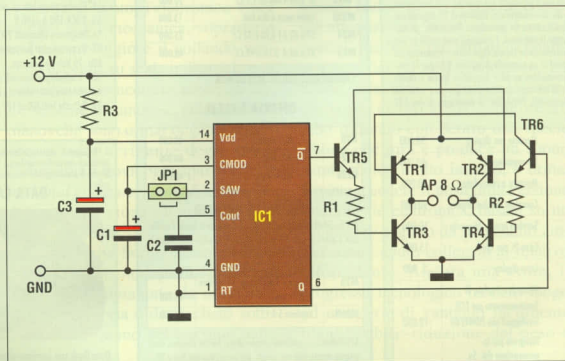 +12 V
R3
14
Vdd
3
CMOD
JP1
2
SAW
5
Cout
IC1
C3
+
C1
+
C2
4
GND
GND
1
RT
Q̅
7
TR5
R1
TR1
TR2
TR6
AP 8 Ω
R2
TR3
TR4
Q
6